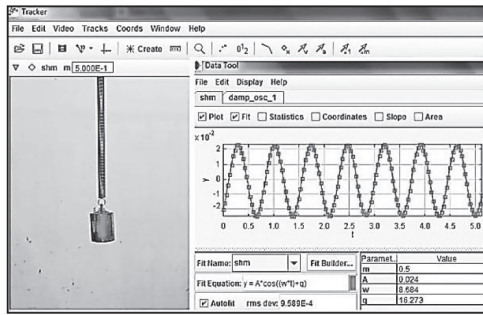 Tracker
File Edit Video Tracks Coords Window Help
Create
shm m 5.000E-1
Data Tool
File Edit Display Help
shm damp_osc_1
Plot Fit Statistics Coordinates Slope Area
x 10⁻²
2
1
0
-1
-2
y
0 0.5 1.0 1.5 2.0 2.5 3.0 3.5 4.0 4.5 5.0
t
Fit Name: shm Fit Builder...
Fit Equation: y = A*cos((w*t)+q)
Autofit rms dev: 9.589E-4
Paramet.. Value
m 0.5
A 0.024
w 8.684
q 16.273